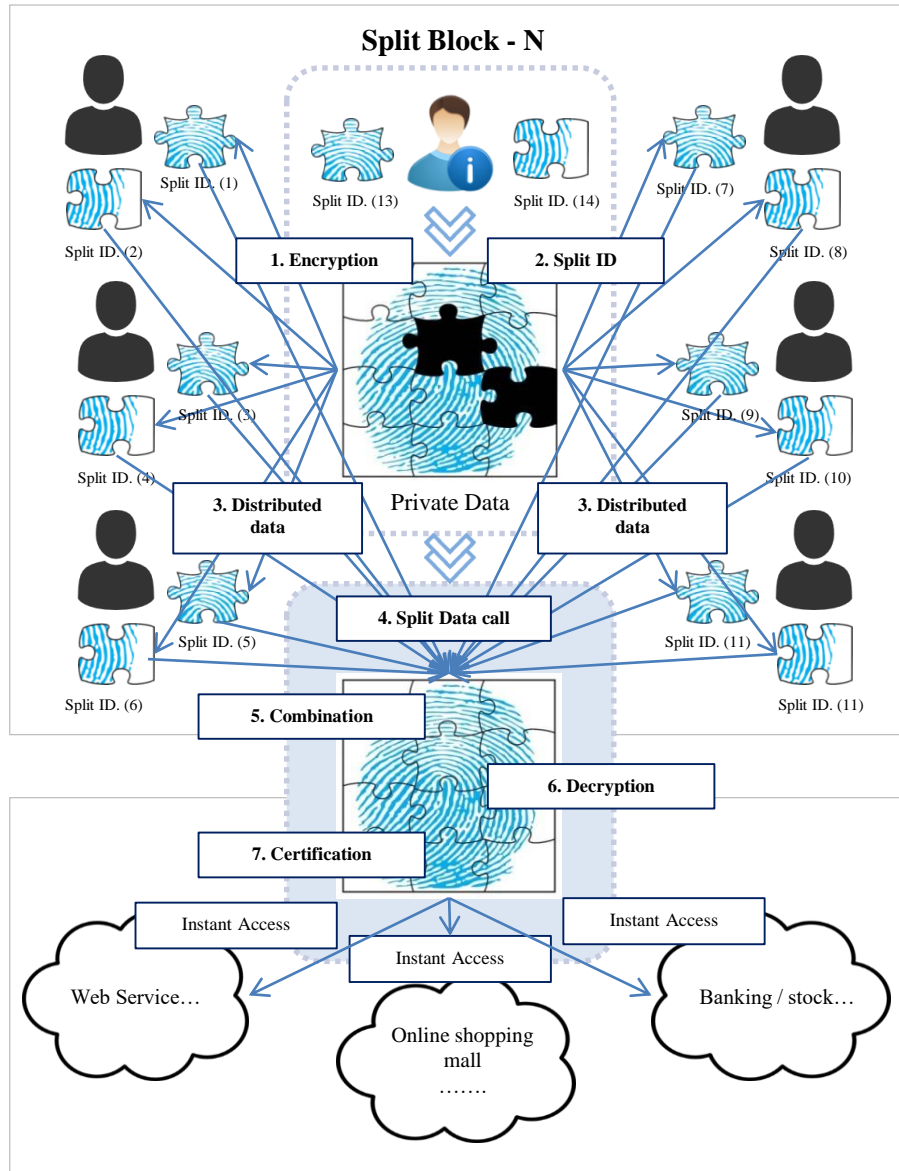 Split Block - N
Split ID. (1)
Split ID. (13)
Split ID. (14)
Split ID. (7)
Split ID. (2)
Split ID. (8)
1. Encryption
2. Split ID
Split ID. (3)
Split ID. (9)
Split ID. (4)
Split ID. (10)
Private Data
3. Distributed
data
3. Distributed
data
4. Split Data call
Split ID. (5)
Split ID. (11)
Split ID. (6)
Split ID. (11)
5. Combination
6. Decryption
7. Certification
Instant Access
Instant Access
Instant Access
Web Service…
Banking / stock…
Online shopping
mall
…….